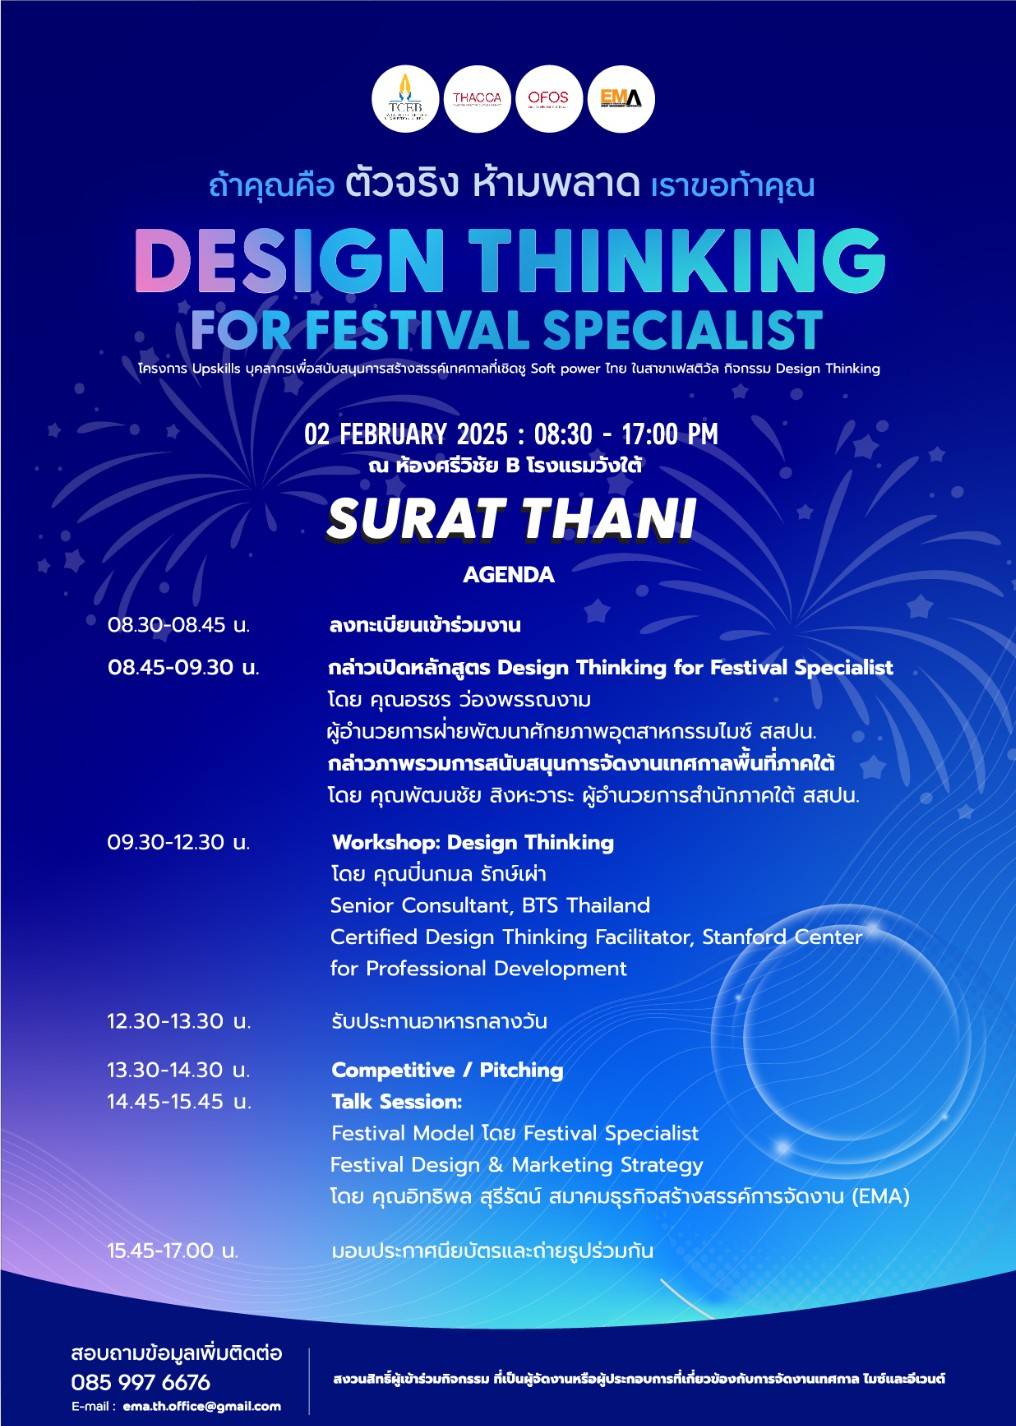 TCEB
THACCA
OFOS
EMA
ถ้าคุณคือ ตัวจริง ห้ามพลาด เราขอท้าคุณ
DESIGN THINKING
FOR FESTIVAL SPECIALIST
โครงการ Upskills บุคลากรเพื่อสนับสนุนการสร้างสรรค์เทศกาลที่เชิดชู Soft power ไทย ในสาขาเฟสติวัล กิจกรรม Design Thinking
02 FEBRUARY 2025 : 08:30 - 17:00 PM
ณ ห้องศรีวิชัย B โรงแรมวังใต้
SURAT THANI
AGENDA
08.30-08.45 น. ลงทะเบียนเข้าร่วมงาน
08.45-09.30 น. กล่าวเปิดหลักสูตร Design Thinking for Festival Specialist
โดย คุณอรชร ว่องพรรณงาม
ผู้อำนวยการฝ่ายพัฒนาศักยภาพอุตสาหกรรมไมซ์ สสปน.
กล่าวภาพรวมการสนับสนุนการจัดงานเทศกาลพื้นที่ภาคใต้
โดย คุณพัฒนชัย สิงหะวาระ ผู้อำนวยการสำนักภาคใต้ สสปน.
09.30-12.30 น. Workshop: Design Thinking
โดย คุณปิ่นกมล รักษ์เผ่า
Senior Consultant, BTS Thailand
Certified Design Thinking Facilitator, Stanford Center
for Professional Development
12.30-13.30 น. รับประทานอาหารกลางวัน
13.30-14.30 น. Competitive / Pitching
14.45-15.45 น. Talk Session:
Festival Model โดย Festival Specialist
Festival Design & Marketing Strategy
โดย คุณอิทธิพล สุรีรัตน์ สมาคมธุรกิจสร้างสรรค์การจัดงาน (EMA)
15.45-17.00 น. มอบประกาศนียบัตรและถ่ายรูปร่วมกัน
สอบถามข้อมูลเพิ่มติดต่อ
085 997 6676
E-mail : ema.th.office@gmail.com
สงวนสิทธิ์ผู้เข้าร่วมกิจกรรม ที่เป็นผู้จัดงานหรือผู้ประกอบการที่เกี่ยวข้องกับการจัดงานเทศกาล ไมซ์และอีเวนต์